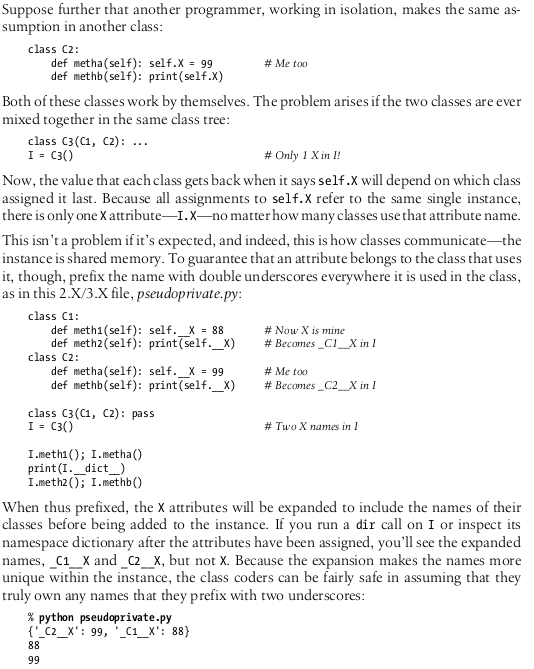 Suppose further that another programmer, working in isolation, makes the same as-
sumption in another class:
class C2:
    def metha(self): self.X = 99          # Me too
    def methb(self): print(self.X)
Both of these classes work by themselves. The problem arises if the two classes are ever
mixed together in the same class tree:
class C3(C1, C2): ...
I = C3()                                  # Only 1 X in I!
Now, the value that each class gets back when it says self.X will depend on which class
assigned it last. Because all assignments to self.X refer to the same single instance,
there is only one X attribute—I.X—no matter how many classes use that attribute name.
This isn't a problem if it's expected, and indeed, this is how classes communicate—the
instance is shared memory. To guarantee that an attribute belongs to the class that uses
it, though, prefix the name with double underscores everywhere it is used in the class,
as in this 2.X/3.X file, pseudoprivate.py:
class C1:
    def meth1(self): self.__X = 88        # Now X is mine
    def meth2(self): print(self.__X)      # Becomes _C1__X in I
class C2:
    def metha(self): self.__X = 99        # Me too
    def methb(self): print(self.__X)      # Becomes _C2__X in I
class C3(C1, C2): pass
I = C3()                                  # Two X names in I
I.meth1(); I.metha()
print(I.__dict__)
I.meth2(); I.methb()
When thus prefixed, the X attributes will be expanded to include the names of their
classes before being added to the instance. If you run a dir call on I or inspect its
namespace dictionary after the attributes have been assigned, you'll see the expanded
names, _C1__X and _C2__X, but not X. Because the expansion makes the names more
unique within the instance, the class coders can be fairly safe in assuming that they
truly own any names that they prefix with two underscores:
% python pseudoprivate.py
{'_C2__X': 99, '_C1__X': 88}
88
99